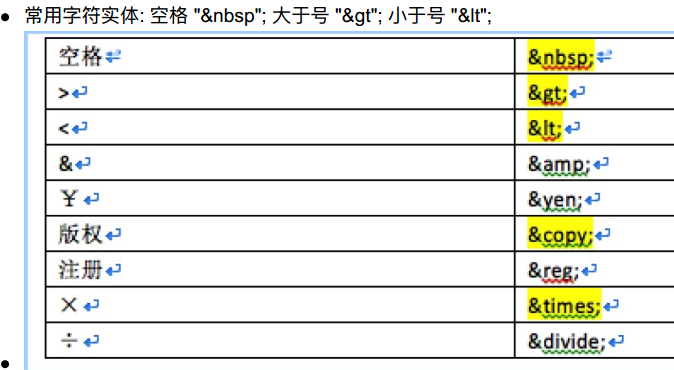 常用字符实体: 空格 "&nbsp"; 大于号 "&gt"; 小于号 "&lt";
空格 &nbsp;
> &gt;
< &lt;
& &amp;
￥ &yen;
版权 &copy;
注册 &reg;
× &times;
÷ &divide;